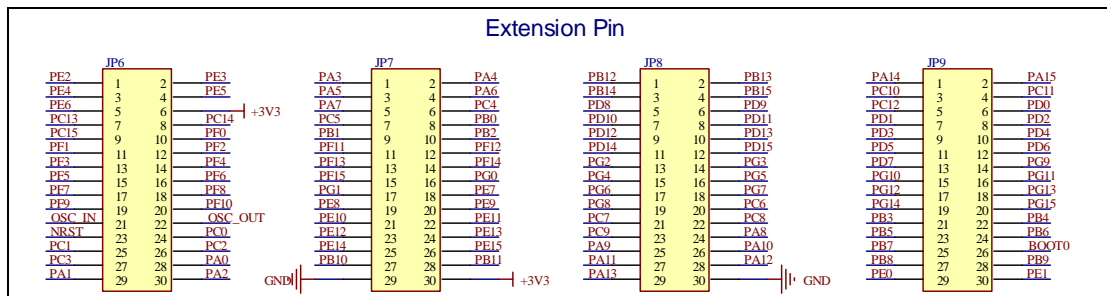 Extension Pin
JP6
PE2 1 2 PE3
PE4 3 4 PE5
PE6 5 6 +3V3
PC13 7 8 PC14
PC15 9 10 PF0
PF1 11 12 PF2
PF3 13 14 PF4
PF5 15 16 PF6
PF7 17 18 PF8
PF9 19 20 PF10
OSC_IN 21 22 OSC_OUT
NRST 23 24 PC0
PC1 25 26 PC2
PC3 27 28 PA0
PA1 29 30 PA2
JP7
PA3 1 2 PA4
PA5 3 4 PA6
PA7 5 6 PC4
PC5 7 8 PB0
PB1 9 10 PB2
PF11 11 12 PF12
PF13 13 14 PF14
PF15 15 16 PG0
PG1 17 18 PE7
PE8 19 20 PE9
PE10 21 22 PE11
PE12 23 24 PE13
PE14 25 26 PE15
PB10 27 28 PB11
GND 29 30 +3V3
JP8
PB12 1 2 PB13
PB14 3 4 PB15
PD8 5 6 PD9
PD10 7 8 PD11
PD12 9 10 PD13
PD14 11 12 PD15
PG2 13 14 PG3
PG4 15 16 PG5
PG6 17 18 PG7
PG8 19 20 PC6
PC7 21 22 PC8
PC9 23 24 PA8
PA9 25 26 PA10
PA11 27 28 PA12
PA13 29 30 GND
JP9
PA14 1 2 PA15
PC10 3 4 PC11
PC12 5 6 PD0
PD1 7 8 PD2
PD3 9 10 PD4
PD5 11 12 PD6
PD7 13 14 PG9
PG10 15 16 PG11
PG12 17 18 PG13
PG14 19 20 PG15
PB3 21 22 PB4
PB5 23 24 PB6
PB7 25 26 BOOT0
PB8 27 28 PB9
PE0 29 30 PE1